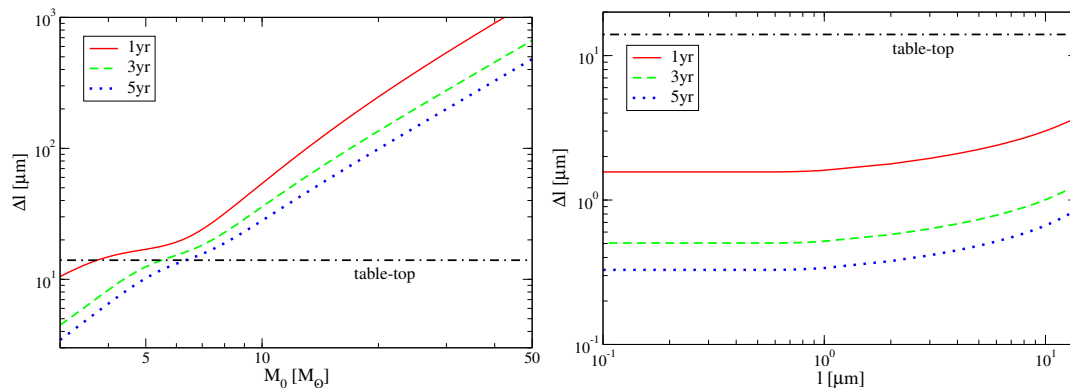 10^3
10^2
10^1
Δl [μm]
1yr
3yr
5yr
table-top
5
10
50
M_0 [M_⊙]
10^1
10^0
10^-1
Δl [μm]
1yr
3yr
5yr
table-top
10^-1
10^0
10^1
l [μm]